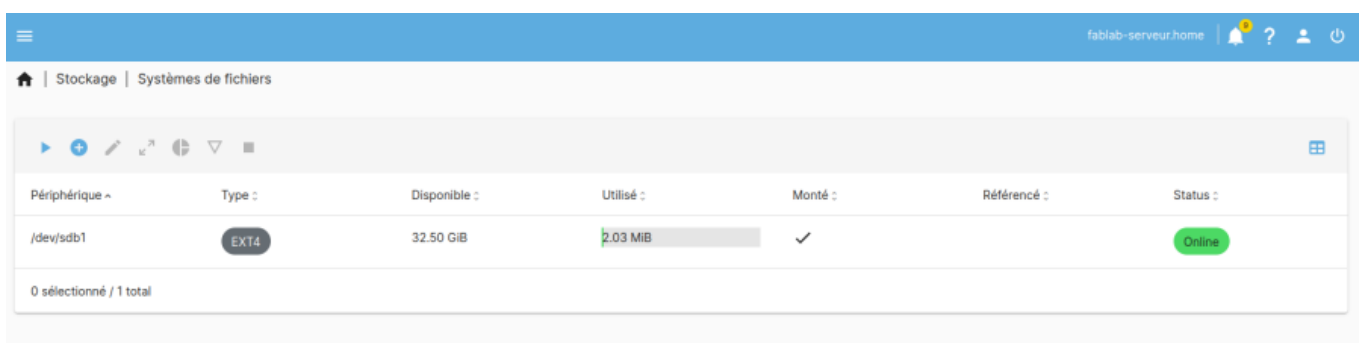 fablab-serveur.home
Stockage | Systèmes de fichiers
Périphérique Type Disponible Utilisé Monté Référencé Status
/dev/sdb1 EXT4 32.50 GiB 2.03 MiB Online
0 sélectionné / 1 total